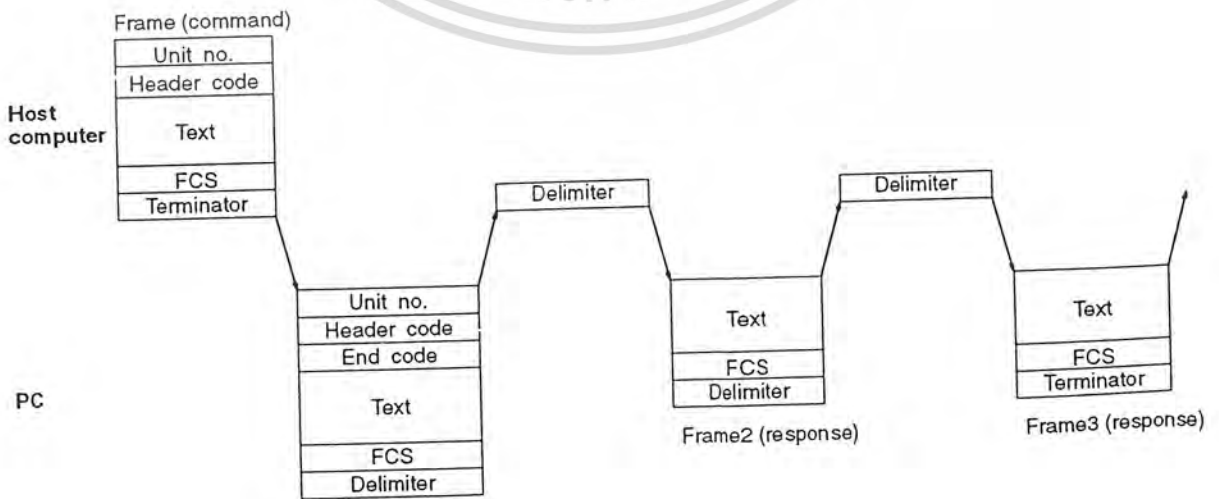 Frame (command)
Unit no.
Header code
Text
FCS
Terminator
Host
computer
Delimiter
Delimiter
Unit no.
Header code
End code
Text
FCS
Delimiter
Text
FCS
Delimiter
Frame2 (response)
Text
FCS
Terminator
Frame3 (response)
PC